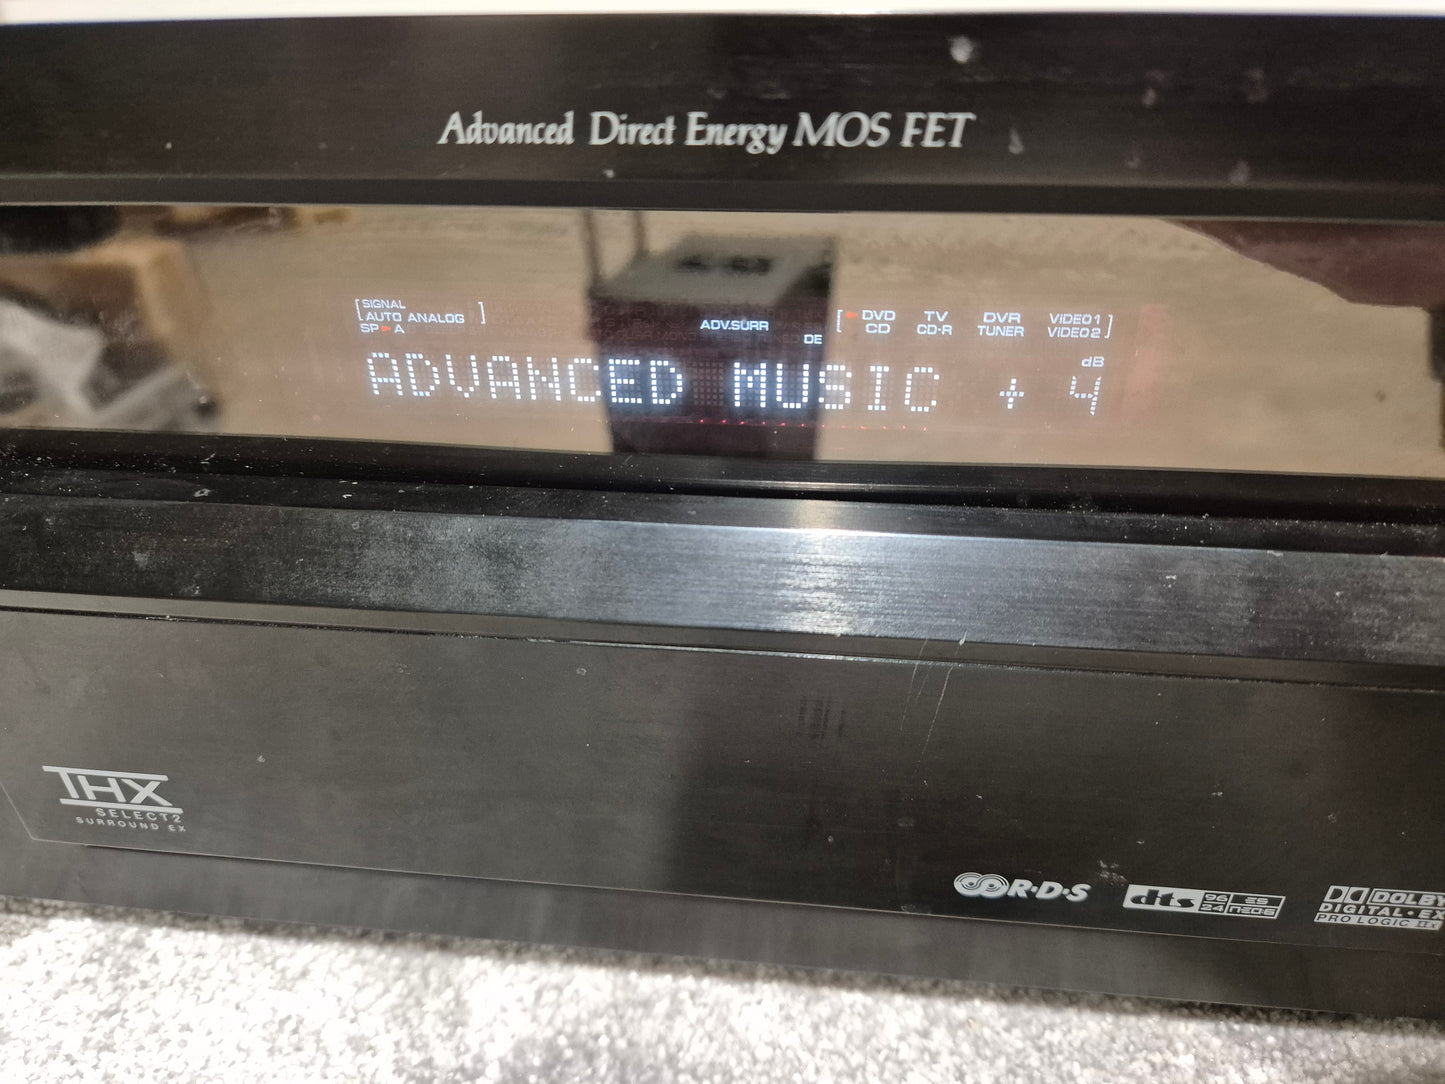 Advanced Direct Energy MOS FET
SIGNAL
AUTO ANALOG
SP ► A
ADV.SURR
DE
► DVD TV DVR VIDEO1
CD CD-R TUNER VIDEO2
dB
ADVANCED MUSIC + 4
THX
SELECT2
SURROUND EX
R·D·S
dts 96 24 ES neo:6
DOLBY
DIGITAL·EX
PRO LOGIC IIx